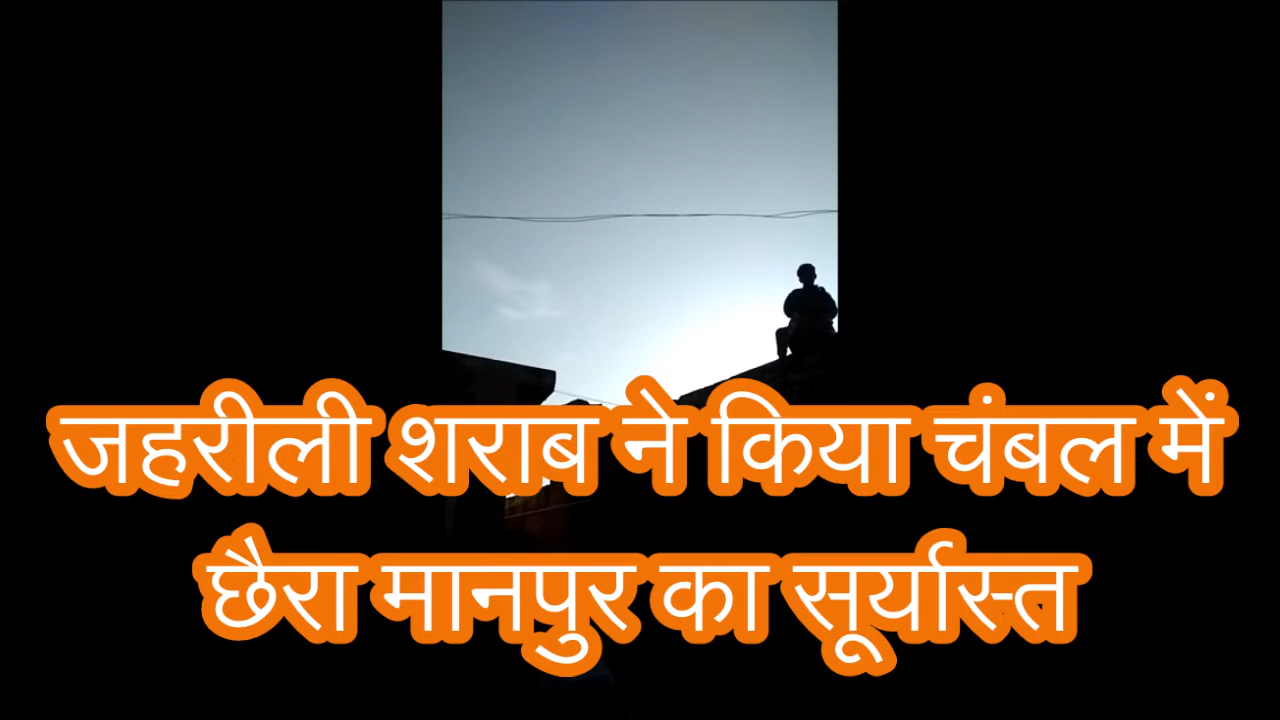 जहरीली शराब ने किया चंबल में
छैरा मानपुर का सूर्यास्त